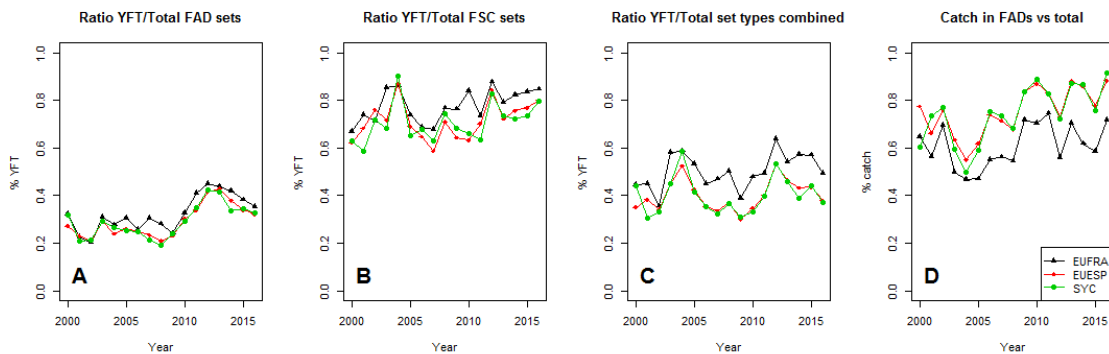 Ratio YFT/Total FAD sets
Ratio YFT/Total FSC sets
Ratio YFT/Total set types combined
Catch in FADs vs total
% YFT
0.0 0.2 0.4 0.6 0.8 1.0
A
2000 2005 2010 2015
Year
% YFT
0.0 0.2 0.4 0.6 0.8 1.0
B
2000 2005 2010 2015
Year
% YFT
0.0 0.2 0.4 0.6 0.8 1.0
C
2000 2005 2010 2015
Year
% catch
0.0 0.2 0.4 0.6 0.8 1.0
D
EUFRA
EUESP
SYC
2000 2005 2010 2015
Year